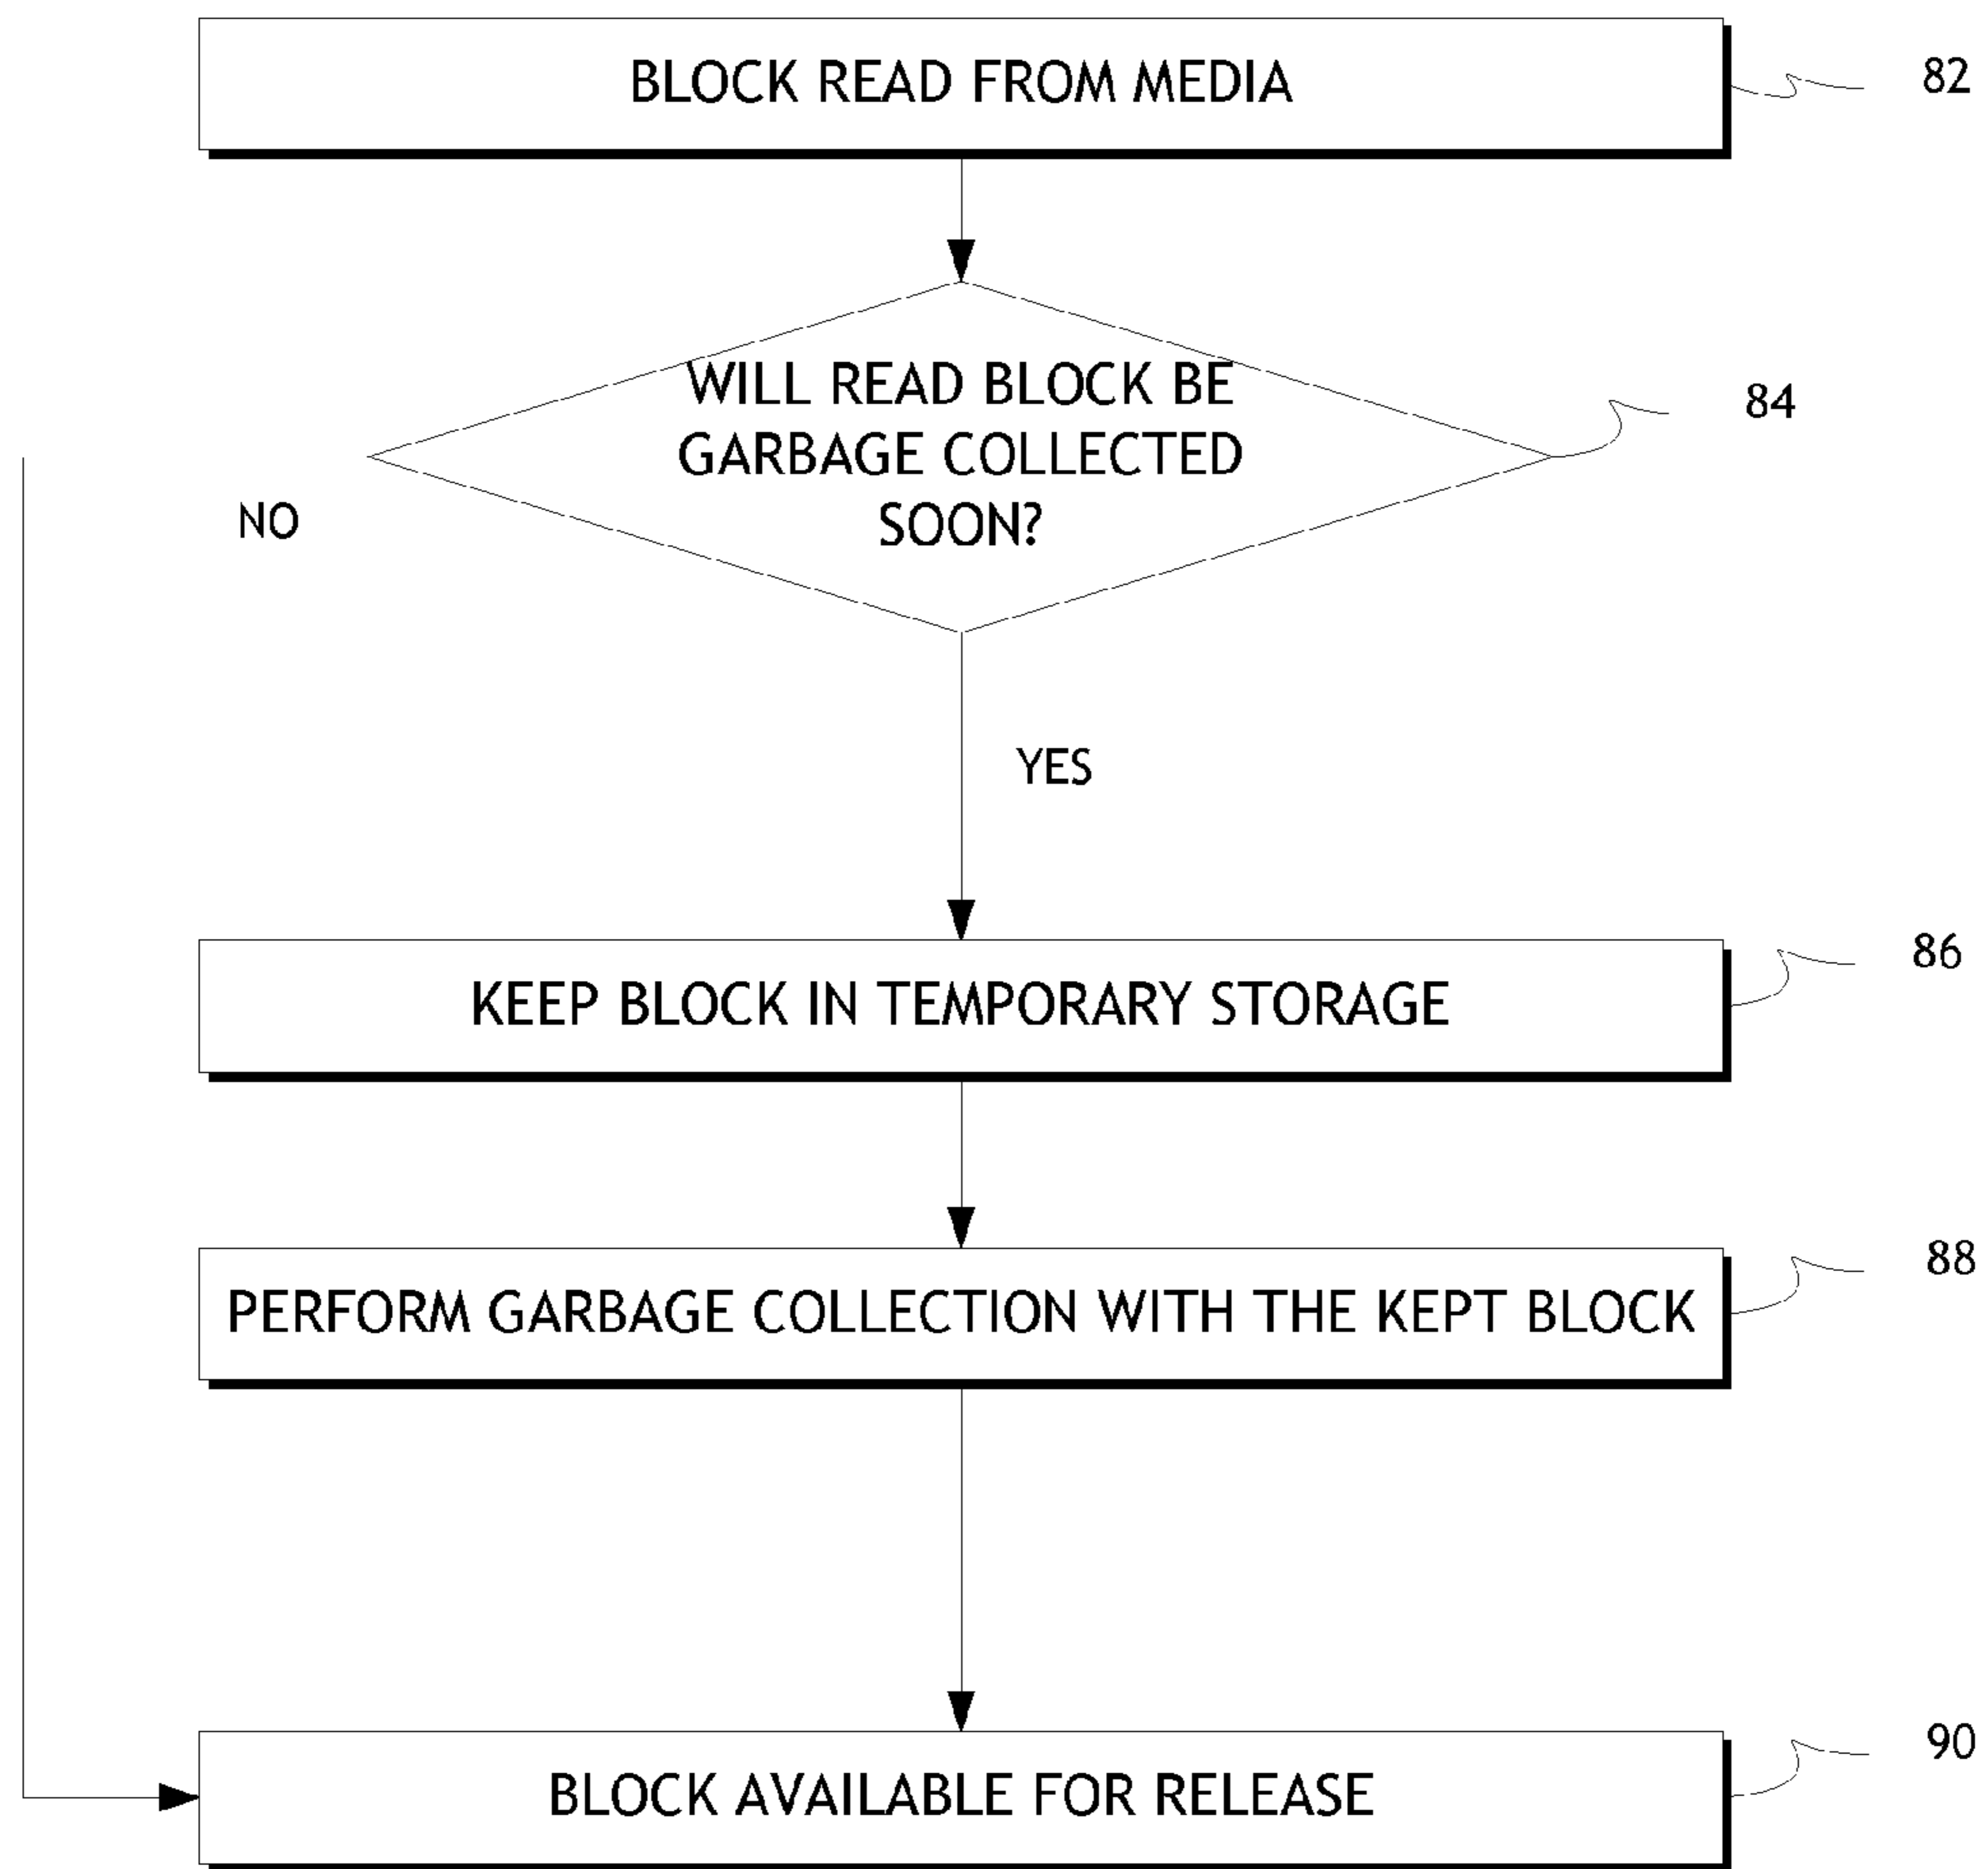 BLOCK READ FROM MEDIA
82
WILL READ BLOCK BE
GARBAGE COLLECTED
SOON?
84
NO
YES
KEEP BLOCK IN TEMPORARY STORAGE
86
PERFORM GARBAGE COLLECTION WITH THE KEPT BLOCK
88
BLOCK AVAILABLE FOR RELEASE
90